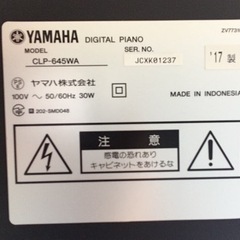 YAMAHA DIGITAL PIANO
MODEL
CLP-645WA
SER. NO.
JCXK01237
'17 製
ヤマハ株式会社
100V ～ 50/60Hz 30W
MADE IN INDONESIA
202-SMD046
注 意
感電の恐れあり
キャビネットをあけるな